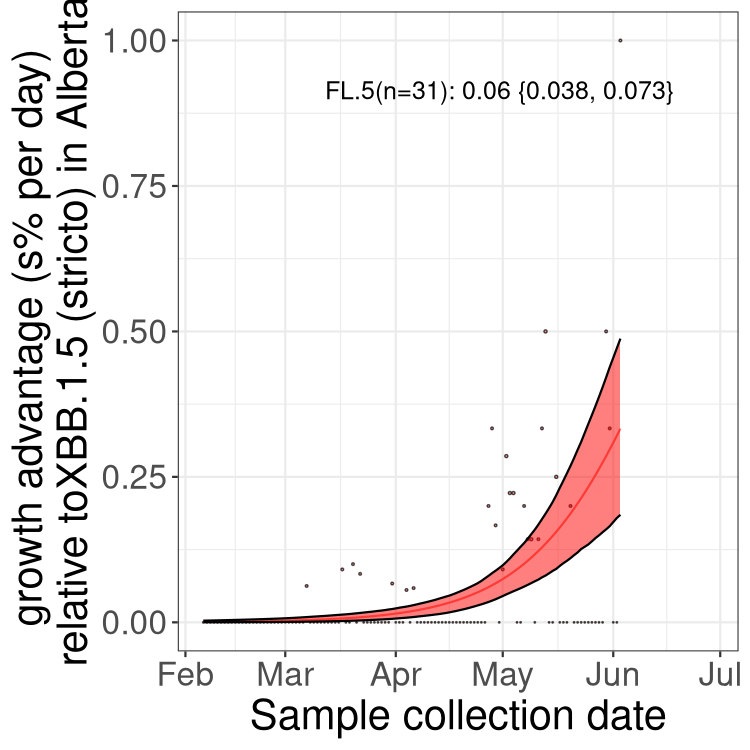 growth advantage (s% per day)
relative toXBB.1.5 (stricto) in Alberta
1.00
0.75
0.50
0.25
0.00
FL.5(n=31): 0.06 {0.038, 0.073}
Feb Mar Apr May Jun Jul
Sample collection date